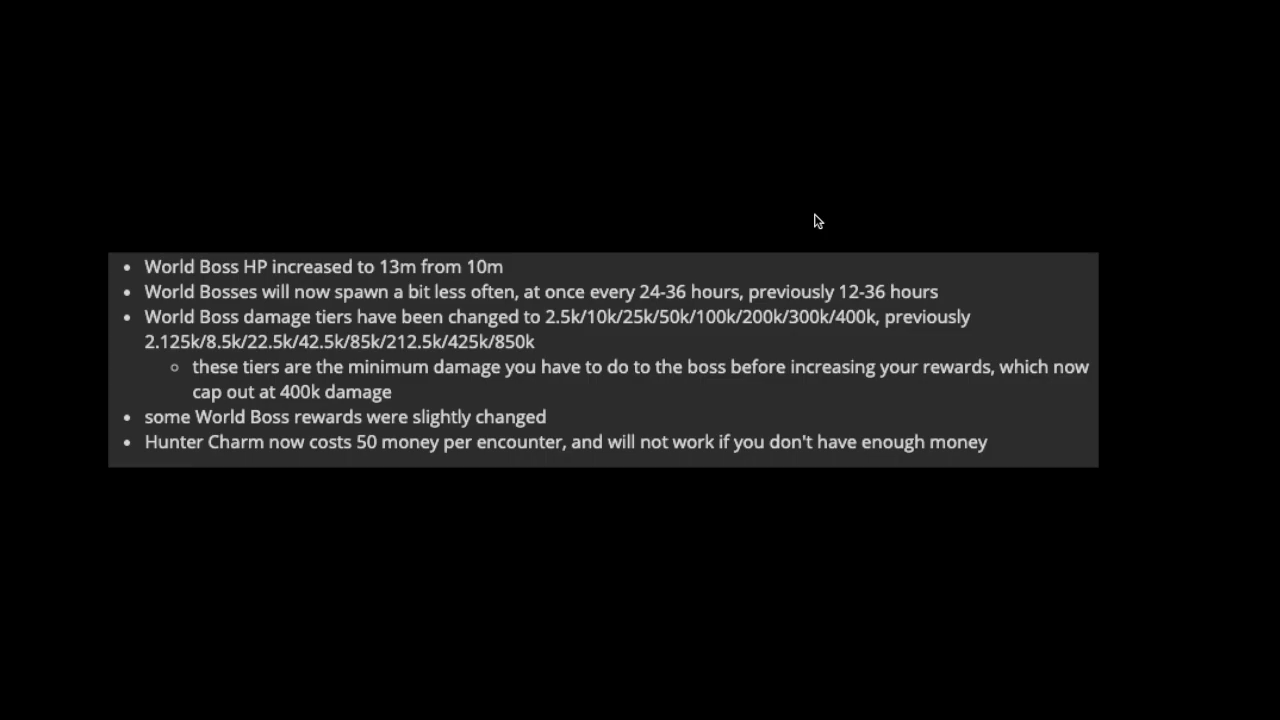 • World Boss HP increased to 13m from 10m
• World Bosses will now spawn a bit less often, at once every 24-36 hours, previously 12-36 hours
• World Boss damage tiers have been changed to 2.5k/10k/25k/50k/100k/200k/300k/400k, previously
2.125k/8.5k/22.5k/42.5k/85k/212.5k/425k/850k
◦ these tiers are the minimum damage you have to do to the boss before increasing your rewards, which now
cap out at 400k damage
• some World Boss rewards were slightly changed
• Hunter Charm now costs 50 money per encounter, and will not work if you don't have enough money